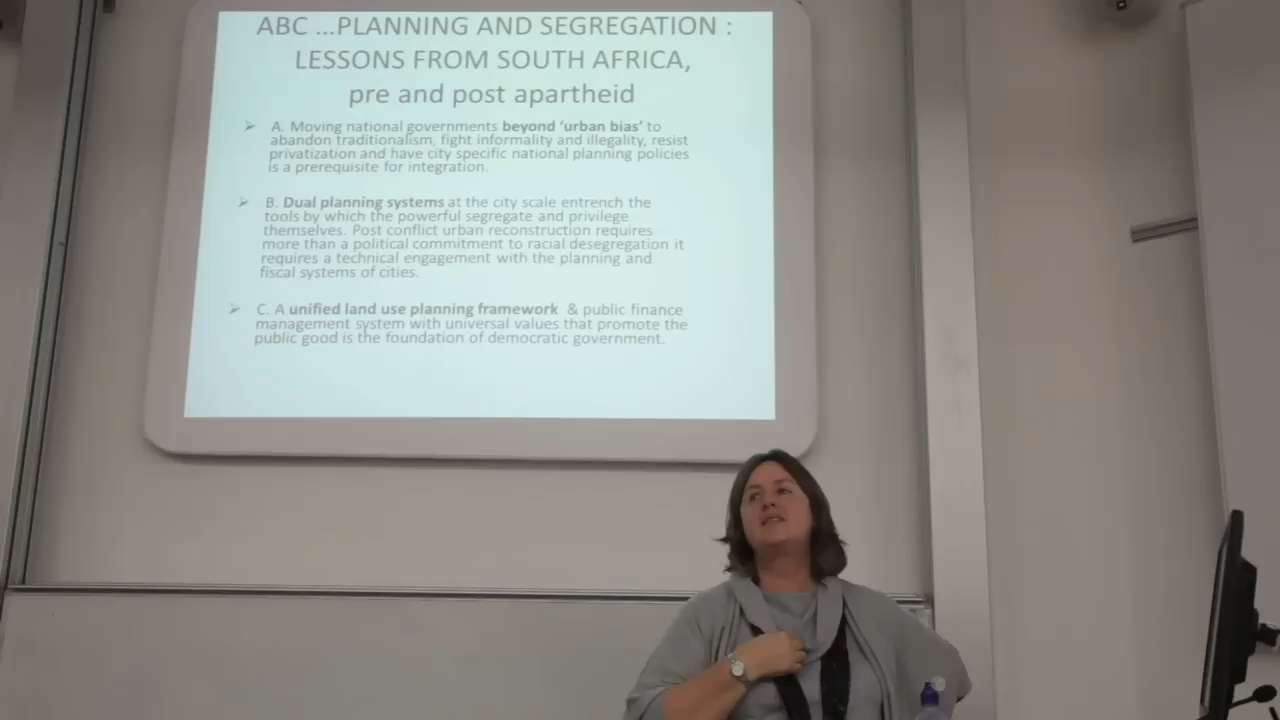 ABC ...PLANNING AND SEGREGATION :
LESSONS FROM SOUTH AFRICA,
pre and post apartheid
➢ A. Moving national governments beyond ‘urban bias’ to
abandon traditionalism, fight informality and illegality, resist
privatization and have city specific national planning policies
is a prerequisite for integration.
➢ B. Dual planning systems at the city scale entrench the
tools by which the powerful segregate and privilege
themselves. Post conflict urban reconstruction requires
more than a political commitment to racial desegregation it
requires a technical engagement with the planning and
fiscal systems of cities.
➢ C. A unified land use planning framework & public finance
management system with universal values that promote the
public good is the foundation of democratic government.